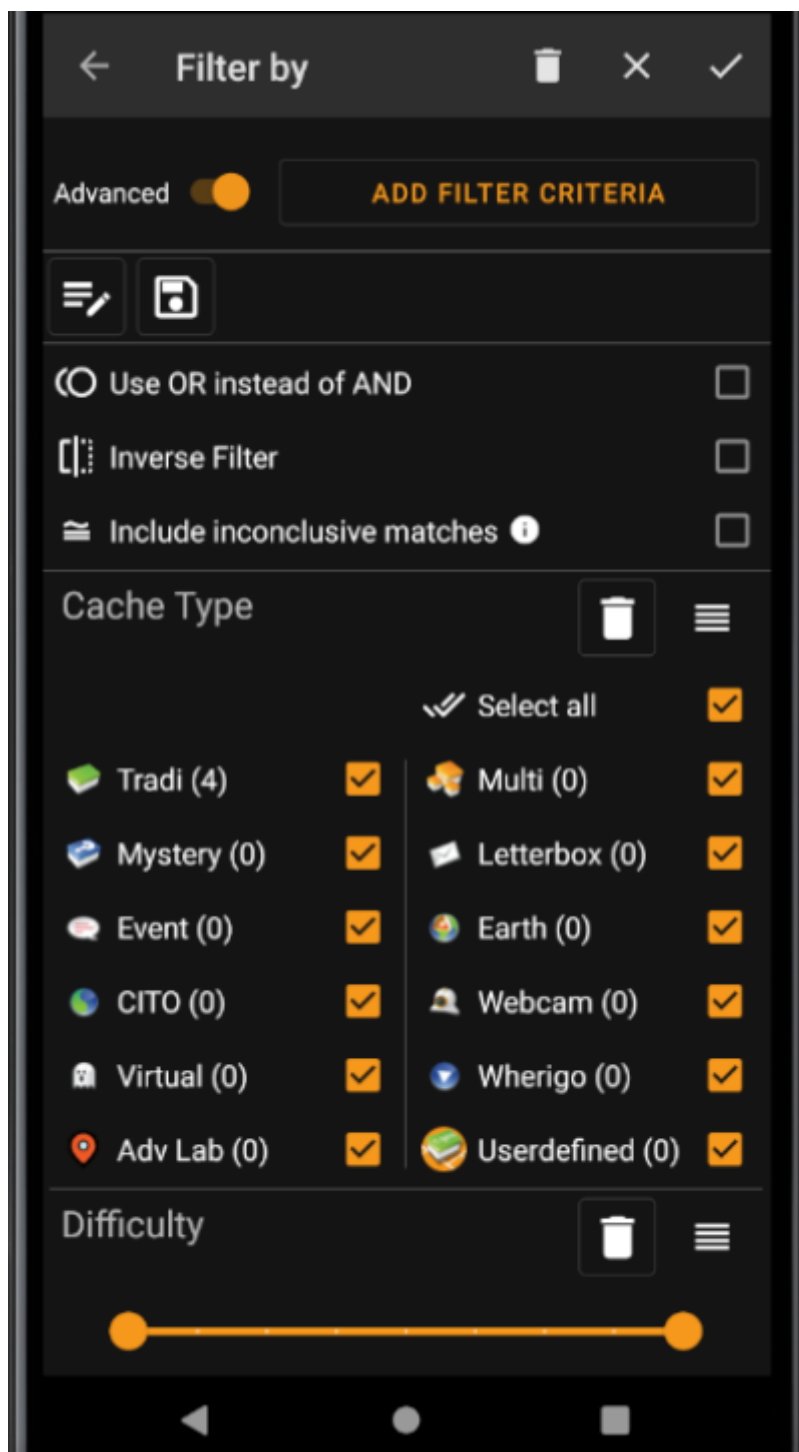 Filter by
Advanced ADD FILTER CRITERIA
Use OR instead of AND
Inverse Filter
Include inconclusive matches
Cache Type
Select all
Tradi (4) Multi (0)
Mystery (0) Letterbox (0)
Event (0) Earth (0)
CITO (0) Webcam (0)
Virtual (0) Wherigo (0)
Adv Lab (0) Userdefined (0)
Difficulty